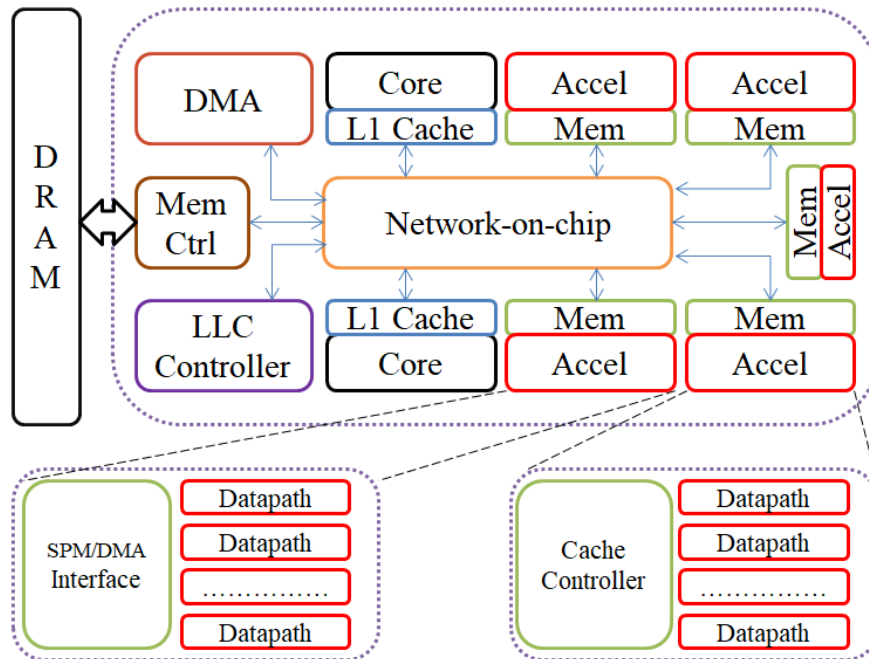 D
R
A
M
DMA
Core
L1 Cache
Accel
Mem
Accel
Mem
Mem
Ctrl
Network-on-chip
Mem
Accel
LLC
Controller
L1 Cache
Core
Mem
Accel
Mem
Accel
SPM/DMA
Interface
Datapath
Datapath
……………
Datapath
Cache
Controller
Datapath
Datapath
……………
Datapath